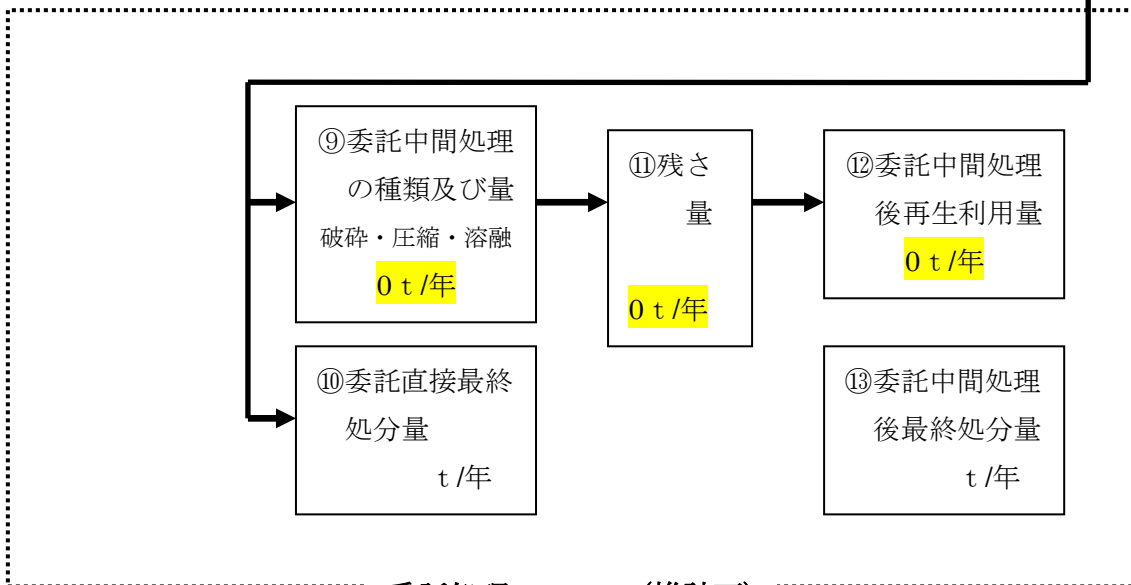 ⑨委託中間処理
の種類及び量
破砕・圧縮・溶融
0 t/年
⑪残さ
量
0 t/年
⑫委託中間処理
後再生利用量
0 t/年
⑩委託直接最終
処分量
t/年
⑬委託中間処理
後最終処分量
t/年